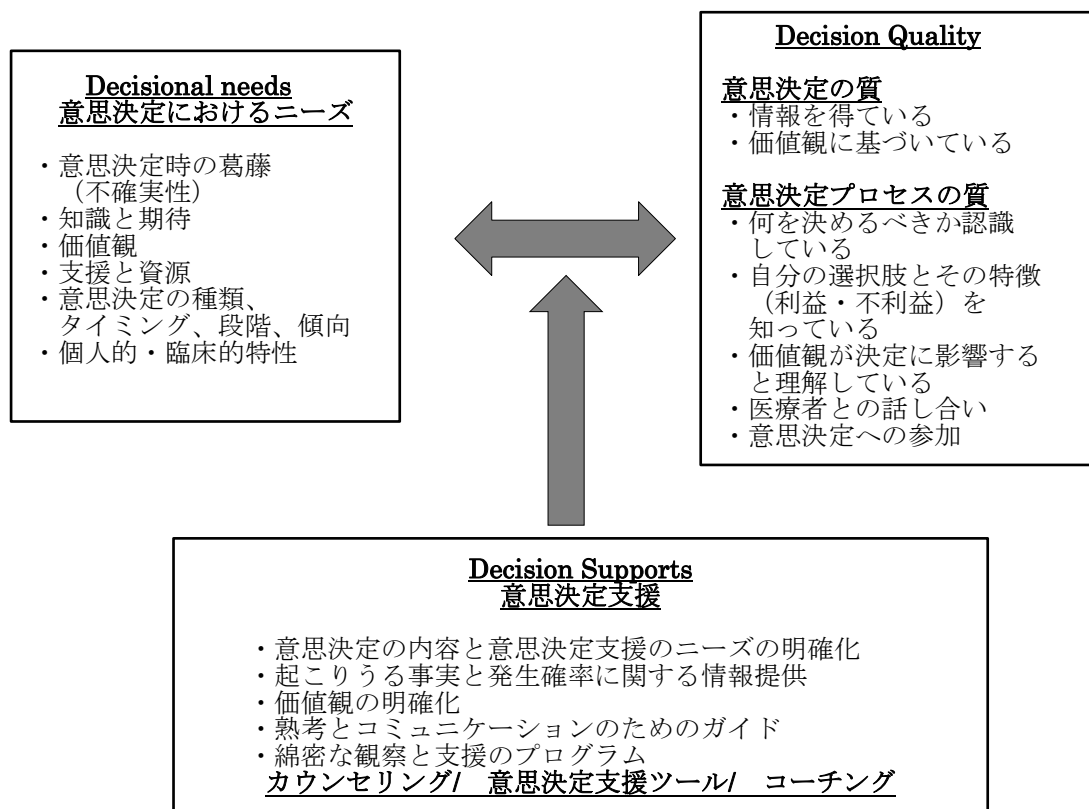 Decisional needs
意思決定におけるニーズ
・意思決定時の葛藤
（不確実性）
・知識と期待
・価値観
・支援と資源
・意思決定の種類、
タイミング、段階、傾向
・個人的・臨床的特性
Decision Quality
意思決定の質
・情報を得ている
・価値観に基づいている
意思決定プロセスの質
・何を決めるべきか認識
している
・自分の選択肢とその特徴
（利益・不利益）を
知っている
・価値観が決定に影響する
と理解している
・医療者との話し合い
・意思決定への参加
Decision Supports
意思決定支援
・意思決定の内容と意思決定支援のニーズの明確化
・起こりうる事実と発生確率に関する情報提供
・価値観の明確化
・熟考とコミュニケーションのためのガイド
・綿密な観察と支援のプログラム
カウンセリング/　意思決定支援ツール/　コーチング